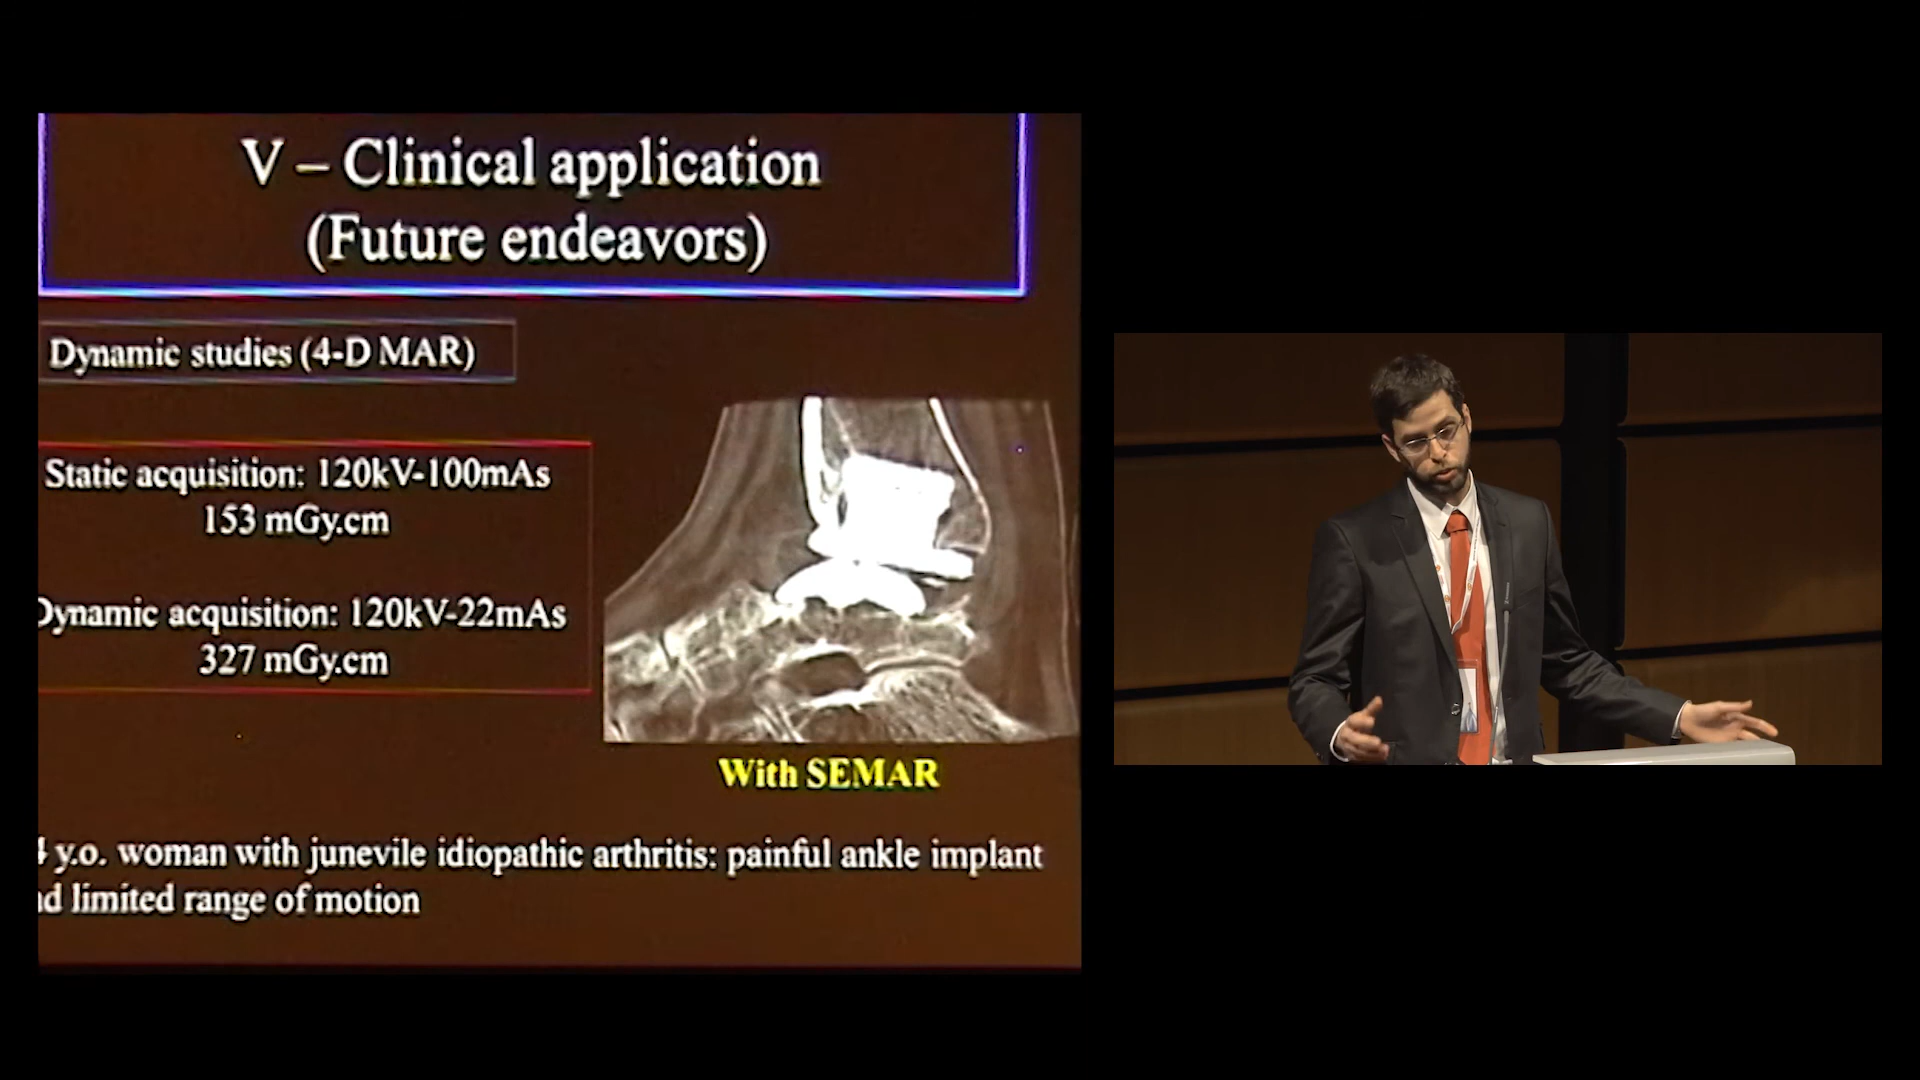 V – Clinical application
(Future endeavors)
Dynamic studies (4-D MAR)
Static acquisition: 120kV-100mAs
153 mGy.cm
Dynamic acquisition: 120kV-22mAs
327 mGy.cm
With SEMAR
y.o. woman with junevile idiopathic arthritis: painful ankle implant
limited range of motion